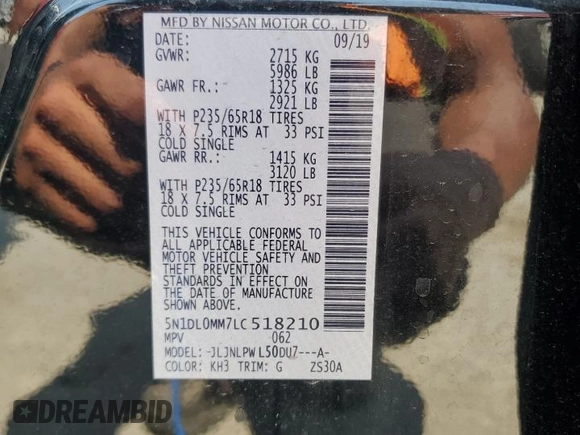 MFD BY NISSAN MOTOR CO., LTD.
DATE: 09/19
GVWR: 2715 KG
5986 LB
GAWR FR.: 1325 KG
2921 LB
WITH P235/65R18 TIRES
18 X 7.5 RIMS AT 33 PSI
COLD SINGLE
GAWR RR.: 1415 KG
3120 LB
WITH P235/65R18 TIRES
18 X 7.5 RIMS AT 33 PSI
COLD SINGLE
THIS VEHICLE CONFORMS TO
ALL APPLICABLE FEDERAL
MOTOR VEHICLE SAFETY AND
THEFT PREVENTION
STANDARDS IN EFFECT ON
THE DATE OF MANUFACTURE
SHOWN ABOVE.
5N1DL0MM7LC518210
MPV 062
MODEL: JLJNLPW L50DU7---A-
COLOR: KH3 TRIM: G ZS30A
DREAMBID